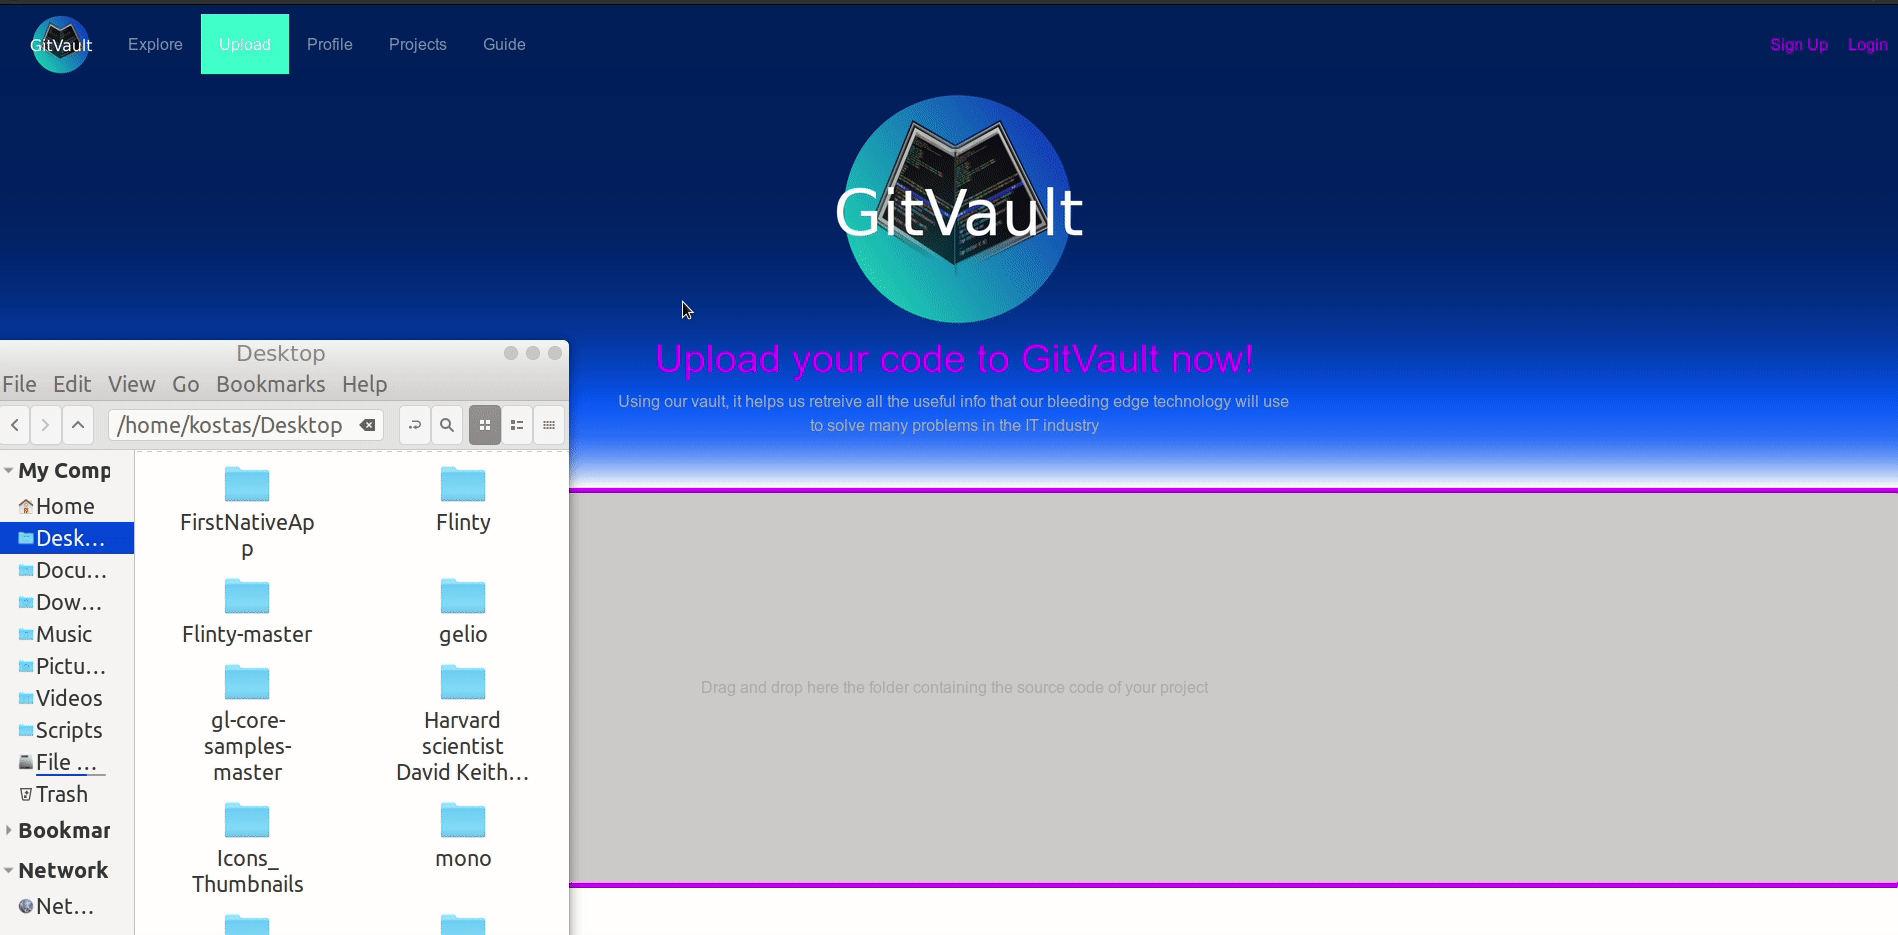 GitVault
Explore
Upload
Profile
Projects
Guide
Sign Up
Login
GitVault
Upload your code to GitVault now!
Using our vault, it helps us retreive all the useful info that our bleeding edge technology will use
to solve many problems in the IT industry
Desktop
File Edit View Go Bookmarks Help
/home/kostas/Desktop
My Comp
Home
Desk...
Docu...
Dow...
Music
Pictu...
Videos
Scripts
File ...
Trash
Bookmar
Network
Net...
FirstNativeAp
p
Flinty
Flinty-master
gelio
gl-core-
samples-
master
Harvard
scientist
David Keith...
Icons_
Thumbnails
mono
Drag and drop here the folder containing the source code of your project